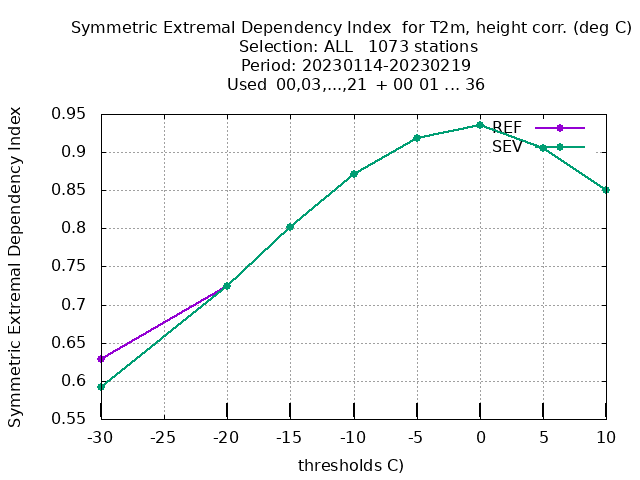 Symmetric Extremal Dependency Index  for T2m, height corr. (deg C)
Selection: ALL   1073 stations
Period: 20230114-20230219
Used  00,03,...,21  + 00 01 ... 36
Symmetric Extremal Dependency Index
0.95
0.9
0.85
0.8
0.75
0.7
0.65
0.6
0.55
REF
SEV
-30 -25 -20 -15 -10 -5 0 5 10
thresholds C)